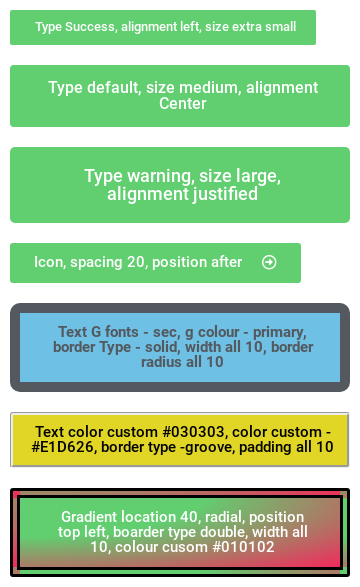 Type Success, alignment left, size extra small
Type default, size medium, alignment
Center
Type warning, size large,
alignment justified
Icon, spacing 20, position after
Text G fonts - sec, g colour - primary,
border Type - solid, width all 10, border
radius all 10
Text color custom #030303, color custom -
#E1D626, border type -groove, padding all 10
Gradient location 40, radial, position
top left, boarder type double, width all
10, colour cusom #010102